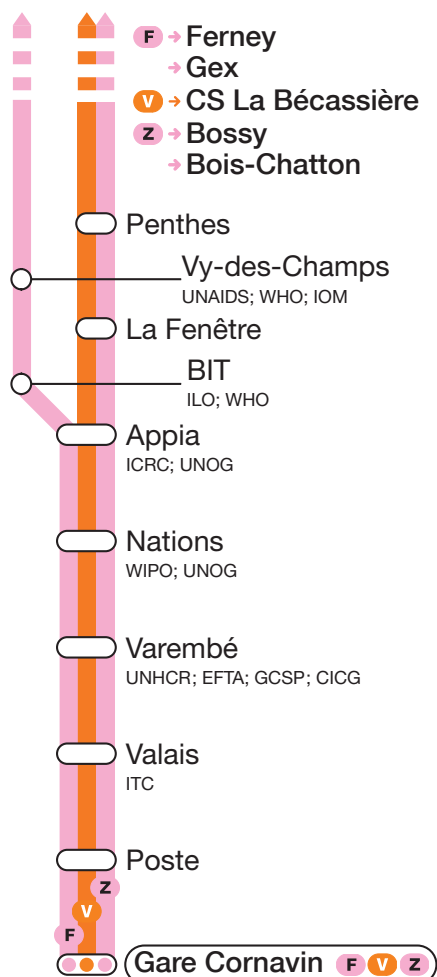 F → Ferney
→ Gex
V → CS La Bécassière
Z → Bossy
→ Bois-Chatton
Penthes
Vy-des-Champs
UNAIDS; WHO; IOM
La Fenêtre
BIT
ILO; WHO
Appia
ICRC; UNOG
Nations
WIPO; UNOG
Varembé
UNHCR; EFTA; GCSP; CICG
Valais
ITC
Poste
Z
V
F
Gare Cornavin F V Z